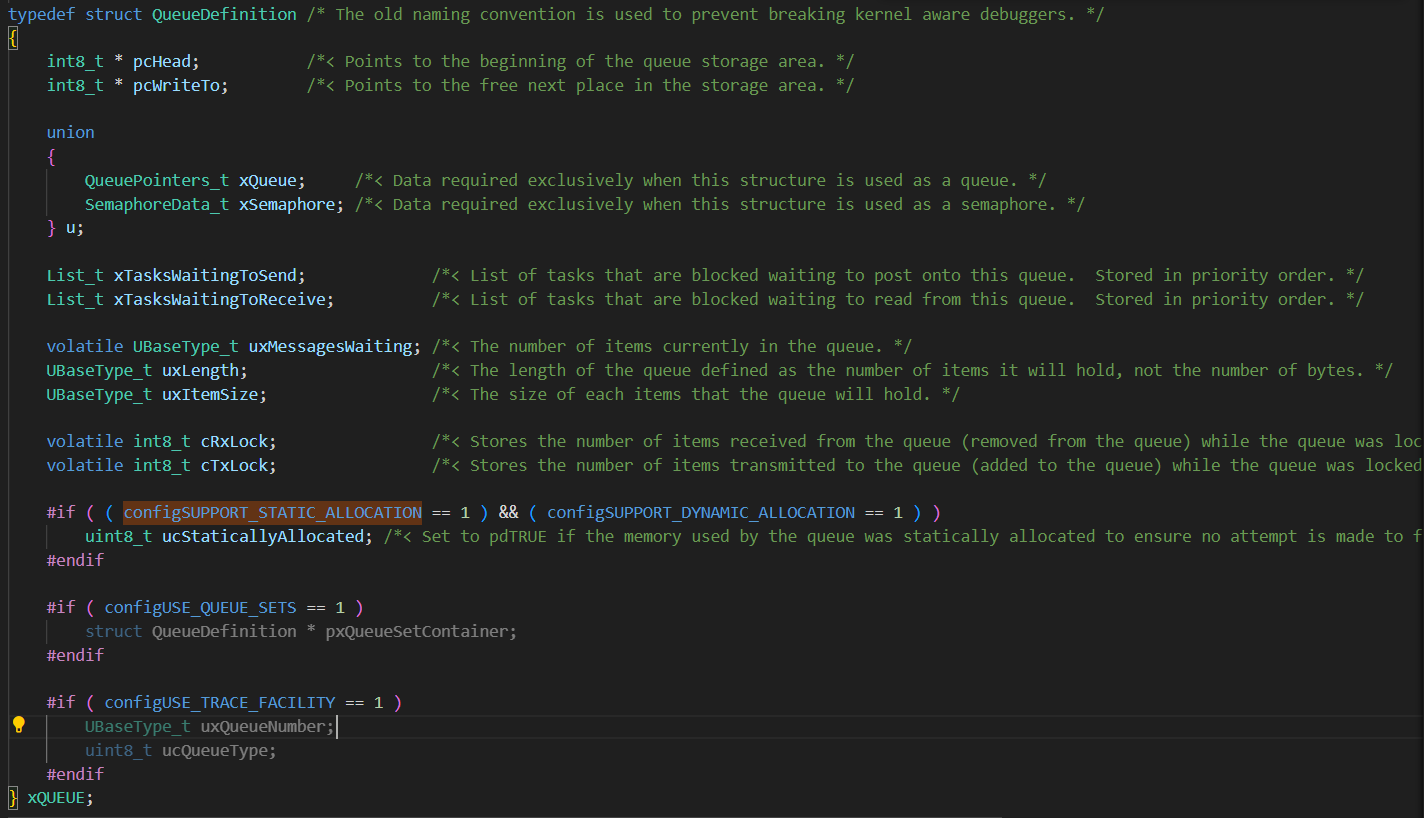 typedef struct QueueDefinition /* The old naming convention is used to prevent breaking kernel aware debuggers. */
{
    int8_t * pcHead;           /*< Points to the beginning of the queue storage area. */
    int8_t * pcWriteTo;        /*< Points to the free next place in the storage area. */
    union
    {
        QueuePointers_t xQueue;     /*< Data required exclusively when this structure is used as a queue. */
        SemaphoreData_t xSemaphore; /*< Data required exclusively when this structure is used as a semaphore. */
    } u;
    List_t xTasksWaitingToSend;             /*< List of tasks that are blocked waiting to post onto this queue.  Stored in priority order. */
    List_t xTasksWaitingToReceive;          /*< List of tasks that are blocked waiting to read from this queue.  Stored in priority order. */
    volatile UBaseType_t uxMessagesWaiting; /*< The number of items currently in the queue. */
    UBaseType_t uxLength;                   /*< The length of the queue defined as the number of items it will hold, not the number of bytes. */
    UBaseType_t uxItemSize;                 /*< The size of each items that the queue will hold. */
    volatile int8_t cRxLock;                /*< Stores the number of items received from the queue (removed from the queue) while the queue was loc
    volatile int8_t cTxLock;                /*< Stores the number of items transmitted to the queue (added to the queue) while the queue was locked
    #if ( ( configSUPPORT_STATIC_ALLOCATION == 1 ) && ( configSUPPORT_DYNAMIC_ALLOCATION == 1 ) )
        uint8_t ucStaticallyAllocated; /*< Set to pdTRUE if the memory used by the queue was statically allocated to ensure no attempt is made to f
    #endif
    #if ( configUSE_QUEUE_SETS == 1 )
        struct QueueDefinition * pxQueueSetContainer;
    #endif
    #if ( configUSE_TRACE_FACILITY == 1 )
        UBaseType_t uxQueueNumber;
        uint8_t ucQueueType;
    #endif
} xQUEUE;